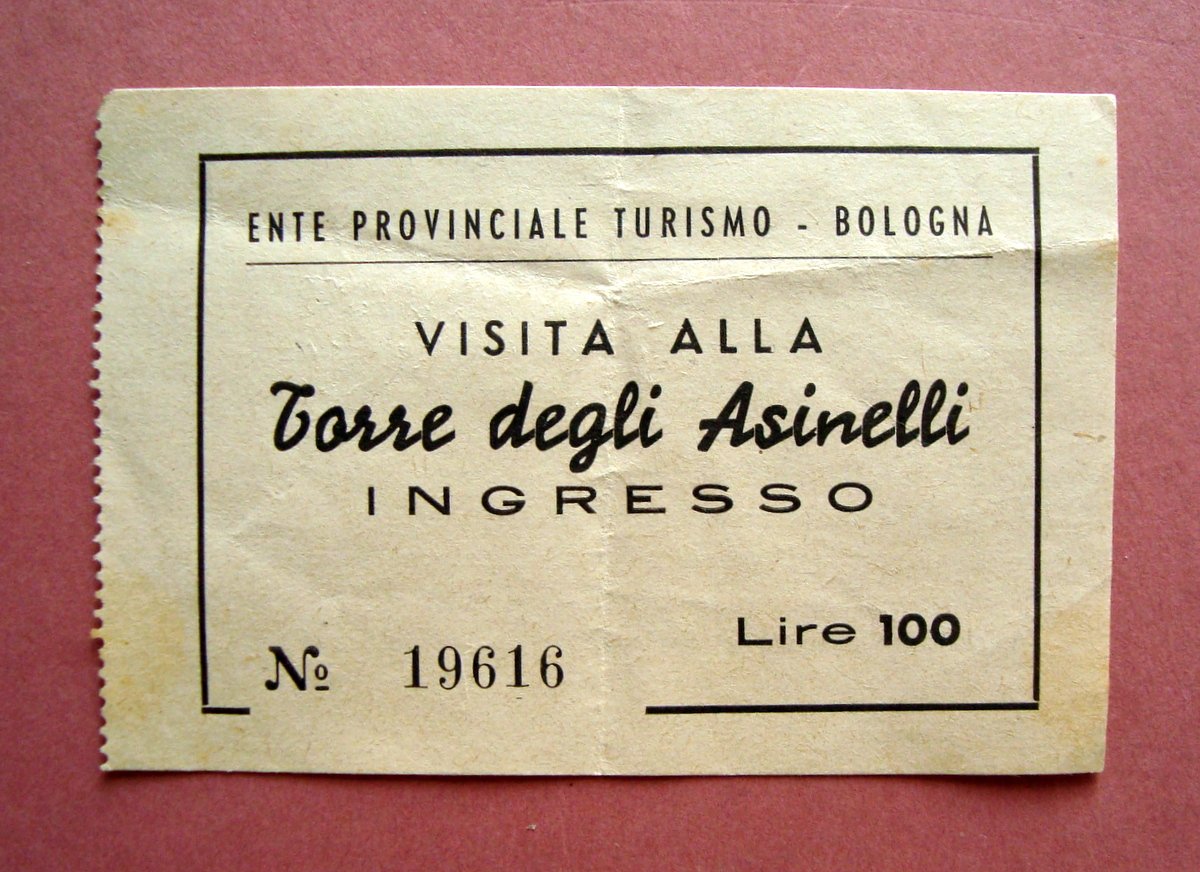 ENTE PROVINCIALE TURISMO - BOLOGNA
VISITA ALLA
Torre degli Asinelli
INGRESSO
Lire 100
Nº 19616